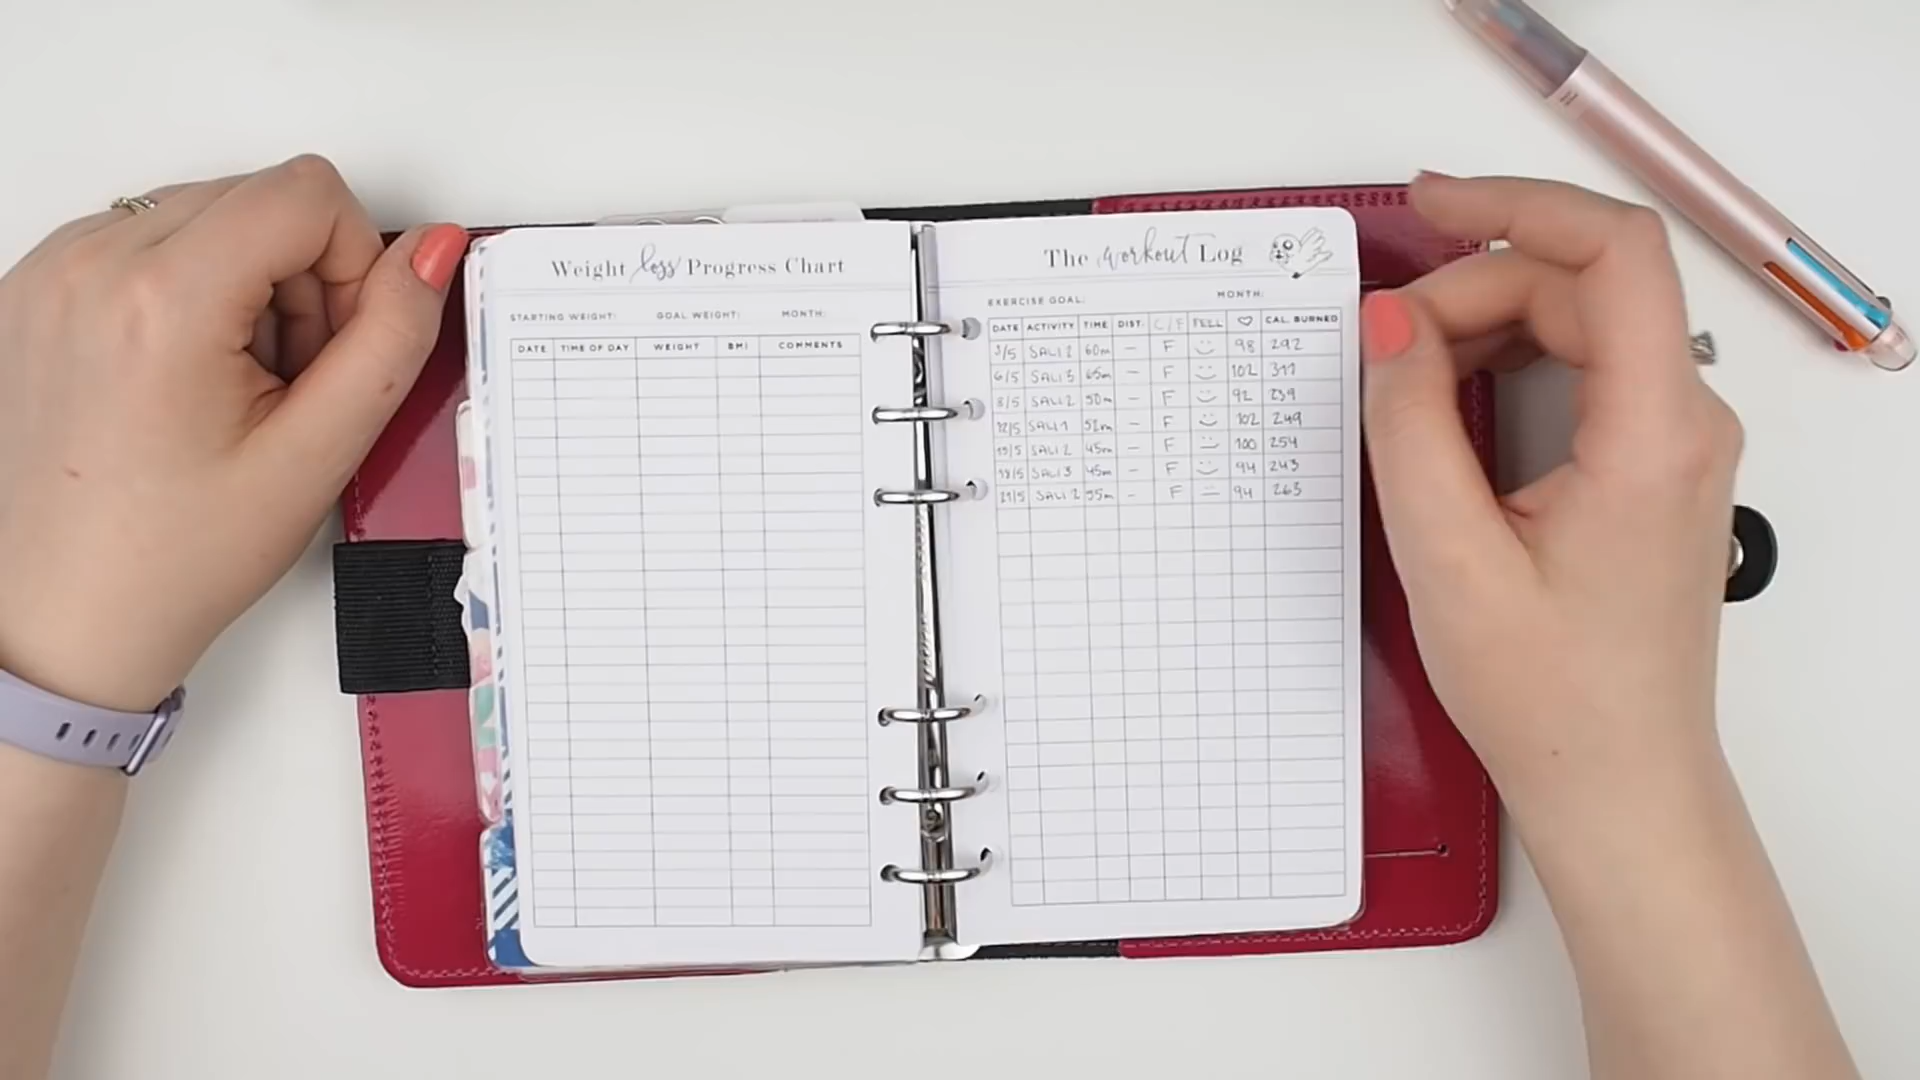 Weight loss Progress Chart
STARTING WEIGHT: GOAL WEIGHT: MONTH:
DATE TIME OF DAY WEIGHT BMI COMMENTS
The workout Log
EXERCISE GOAL: MONTH:
DATE ACTIVITY TIME DIST. C/F FELL ♡ CAL. BURNED
3/5 SALI 2 60m - F 98 292
6/5 SALI 3 65m - F 102 311
8/5 SALI 2 50m - F 92 239
12/5 SALI 1 52m - F 102 249
15/5 SALI 2 45m - F 100 254
18/5 SALI 3 45m - F 94 243
21/5 SALI 2 55m - F 94 263